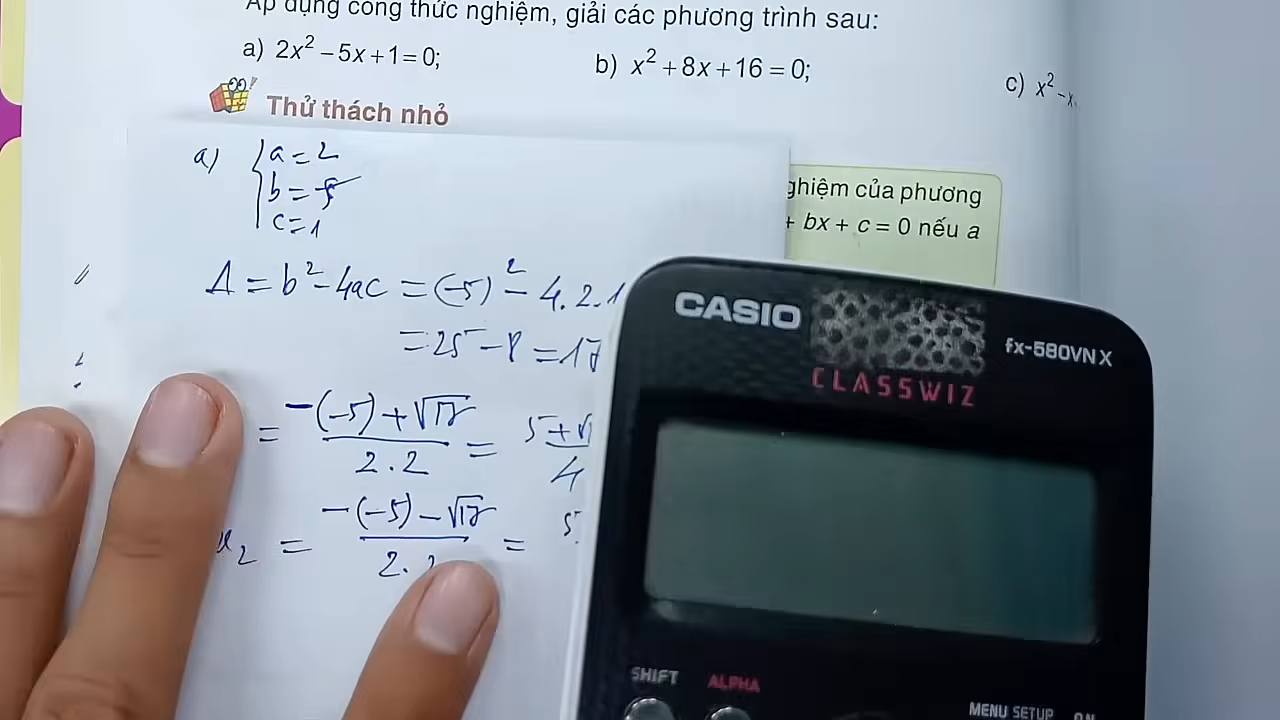 Áp dụng công thức nghiệm, giải các phương trình sau:
a) 2x² – 5x + 1 = 0;
b) x² + 8x + 16 = 0;
c) x² – x
Thử thách nhỏ
a) { a = 2
b = -5
c = 1
nghiệm của phương
+ bx + c = 0 nếu a
Δ = b² - 4ac = (-5)² - 4.2.1
= 25 - 8 = 17
= -(-5) + √17 / 2.2 = 5 + √ / 4
x₂ = -(-5) - √17 / 2. = 5
CASIO
fx-580VN X
CLASSWIZ
SHIFT
ALPHA
MENU SETUP
ON